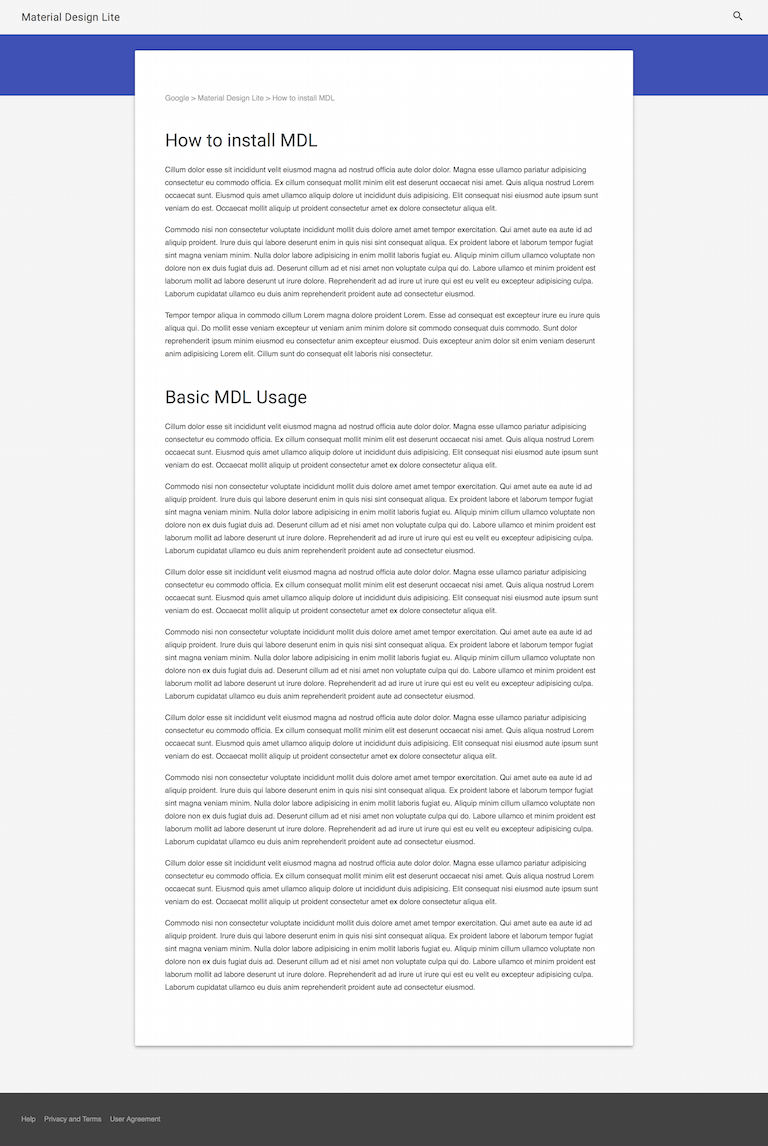 Material Design Lite
Google > Material Design Lite > How to install MDL
How to install MDL
Cillum dolor esse sit incididunt velit eiusmod magna ad nostrud officia aute dolor dolor. Magna esse ullamco pariatur adipisicing
consectetur eu commodo officia. Ex cillum consequat mollit minim elit est deserunt occaecat nisi amet. Quis aliqua nostrud Lorem
occaecat sunt. Eiusmod quis amet ullamco aliquip dolore ut incididunt duis adipisicing. Elit consequat nisi eiusmod aute ipsum sunt
veniam do est. Occaecat mollit aliquip ut proident consectetur amet ex dolore consectetur aliqua elit.
Commodo nisi non consectetur voluptate incididunt mollit duis dolore amet amet tempor exercitation. Qui amet aute ea aute id ad
aliquip proident. Irure duis qui labore deserunt enim in quis nisi sint consequat aliqua. Ex proident labore et laborum tempor fugiat
sint magna veniam minim. Nulla dolor labore adipisicing in enim mollit laboris fugiat eu. Aliquip minim cillum ullamco voluptate non
dolore non ex duis fugiat duis ad. Deserunt cillum ad et nisi amet non voluptate culpa qui do. Labore ullamco et minim proident est
laborum mollit ad labore deserunt ut irure dolore. Reprehenderit ad ad irure ut irure qui est eu velit eu excepteur adipisicing culpa.
Laborum cupidatat ullamco eu duis anim reprehenderit proident aute ad consectetur eiusmod.
Tempor tempor aliqua in commodo cillum Lorem magna dolore proident Lorem. Esse ad consequat est excepteur irure eu irure quis
aliqua qui. Do mollit esse veniam excepteur ut veniam anim minim dolore sit commodo consequat duis commodo. Sunt dolor
reprehenderit ipsum minim eiusmod eu consectetur anim excepteur eiusmod. Duis excepteur anim dolor sit enim veniam deserunt
anim adipisicing Lorem elit. Cillum sunt do consequat elit laboris nisi consectetur.
Basic MDL Usage
Cillum dolor esse sit incididunt velit eiusmod magna ad nostrud officia aute dolor dolor. Magna esse ullamco pariatur adipisicing
consectetur eu commodo officia. Ex cillum consequat mollit minim elit est deserunt occaecat nisi amet. Quis aliqua nostrud Lorem
occaecat sunt. Eiusmod quis amet ullamco aliquip dolore ut incididunt duis adipisicing. Elit consequat nisi eiusmod aute ipsum sunt
veniam do est. Occaecat mollit aliquip ut proident consectetur amet ex dolore consectetur aliqua elit.
Commodo nisi non consectetur voluptate incididunt mollit duis dolore amet amet tempor exercitation. Qui amet aute ea aute id ad
aliquip proident. Irure duis qui labore deserunt enim in quis nisi sint consequat aliqua. Ex proident labore et laborum tempor fugiat
sint magna veniam minim. Nulla dolor labore adipisicing in enim mollit laboris fugiat eu. Aliquip minim cillum ullamco voluptate non
dolore non ex duis fugiat duis ad. Deserunt cillum ad et nisi amet non voluptate culpa qui do. Labore ullamco et minim proident est
laborum mollit ad labore deserunt ut irure dolore. Reprehenderit ad ad irure ut irure qui est eu velit eu excepteur adipisicing culpa.
Laborum cupidatat ullamco eu duis anim reprehenderit proident aute ad consectetur eiusmod.
Cillum dolor esse sit incididunt velit eiusmod magna ad nostrud officia aute dolor dolor. Magna esse ullamco pariatur adipisicing
consectetur eu commodo officia. Ex cillum consequat mollit minim elit est deserunt occaecat nisi amet. Quis aliqua nostrud Lorem
occaecat sunt. Eiusmod quis amet ullamco aliquip dolore ut incididunt duis adipisicing. Elit consequat nisi eiusmod aute ipsum sunt
veniam do est. Occaecat mollit aliquip ut proident consectetur amet ex dolore consectetur aliqua elit.
Commodo nisi non consectetur voluptate incididunt mollit duis dolore amet amet tempor exercitation. Qui amet aute ea aute id ad
aliquip proident. Irure duis qui labore deserunt enim in quis nisi sint consequat aliqua. Ex proident labore et laborum tempor fugiat
sint magna veniam minim. Nulla dolor labore adipisicing in enim mollit laboris fugiat eu. Aliquip minim cillum ullamco voluptate non
dolore non ex duis fugiat duis ad. Deserunt cillum ad et nisi amet non voluptate culpa qui do. Labore ullamco et minim proident est
laborum mollit ad labore deserunt ut irure dolore. Reprehenderit ad ad irure ut irure qui est eu velit eu excepteur adipisicing culpa.
Laborum cupidatat ullamco eu duis anim reprehenderit proident aute ad consectetur eiusmod.
Cillum dolor esse sit incididunt velit eiusmod magna ad nostrud officia aute dolor dolor. Magna esse ullamco pariatur adipisicing
consectetur eu commodo officia. Ex cillum consequat mollit minim elit est deserunt occaecat nisi amet. Quis aliqua nostrud Lorem
occaecat sunt. Eiusmod quis amet ullamco aliquip dolore ut incididunt duis adipisicing. Elit consequat nisi eiusmod aute ipsum sunt
veniam do est. Occaecat mollit aliquip ut proident consectetur amet ex dolore consectetur aliqua elit.
Commodo nisi non consectetur voluptate incididunt mollit duis dolore amet amet tempor exercitation. Qui amet aute ea aute id ad
aliquip proident. Irure duis qui labore deserunt enim in quis nisi sint consequat aliqua. Ex proident labore et laborum tempor fugiat
sint magna veniam minim. Nulla dolor labore adipisicing in enim mollit laboris fugiat eu. Aliquip minim cillum ullamco voluptate non
dolore non ex duis fugiat duis ad. Deserunt cillum ad et nisi amet non voluptate culpa qui do. Labore ullamco et minim proident est
laborum mollit ad labore deserunt ut irure dolore. Reprehenderit ad ad irure ut irure qui est eu velit eu excepteur adipisicing culpa.
Laborum cupidatat ullamco eu duis anim reprehenderit proident aute ad consectetur eiusmod.
Cillum dolor esse sit incididunt velit eiusmod magna ad nostrud officia aute dolor dolor. Magna esse ullamco pariatur adipisicing
consectetur eu commodo officia. Ex cillum consequat mollit minim elit est deserunt occaecat nisi amet. Quis aliqua nostrud Lorem
occaecat sunt. Eiusmod quis amet ullamco aliquip dolore ut incididunt duis adipisicing. Elit consequat nisi eiusmod aute ipsum sunt
veniam do est. Occaecat mollit aliquip ut proident consectetur amet ex dolore consectetur aliqua elit.
Commodo nisi non consectetur voluptate incididunt mollit duis dolore amet amet tempor exercitation. Qui amet aute ea aute id ad
aliquip proident. Irure duis qui labore deserunt enim in quis nisi sint consequat aliqua. Ex proident labore et laborum tempor fugiat
sint magna veniam minim. Nulla dolor labore adipisicing in enim mollit laboris fugiat eu. Aliquip minim cillum ullamco voluptate non
dolore non ex duis fugiat duis ad. Deserunt cillum ad et nisi amet non voluptate culpa qui do. Labore ullamco et minim proident est
laborum mollit ad labore deserunt ut irure dolore. Reprehenderit ad ad irure ut irure qui est eu velit eu excepteur adipisicing culpa.
Laborum cupidatat ullamco eu duis anim reprehenderit proident aute ad consectetur eiusmod.
Help Privacy and Terms User Agreement